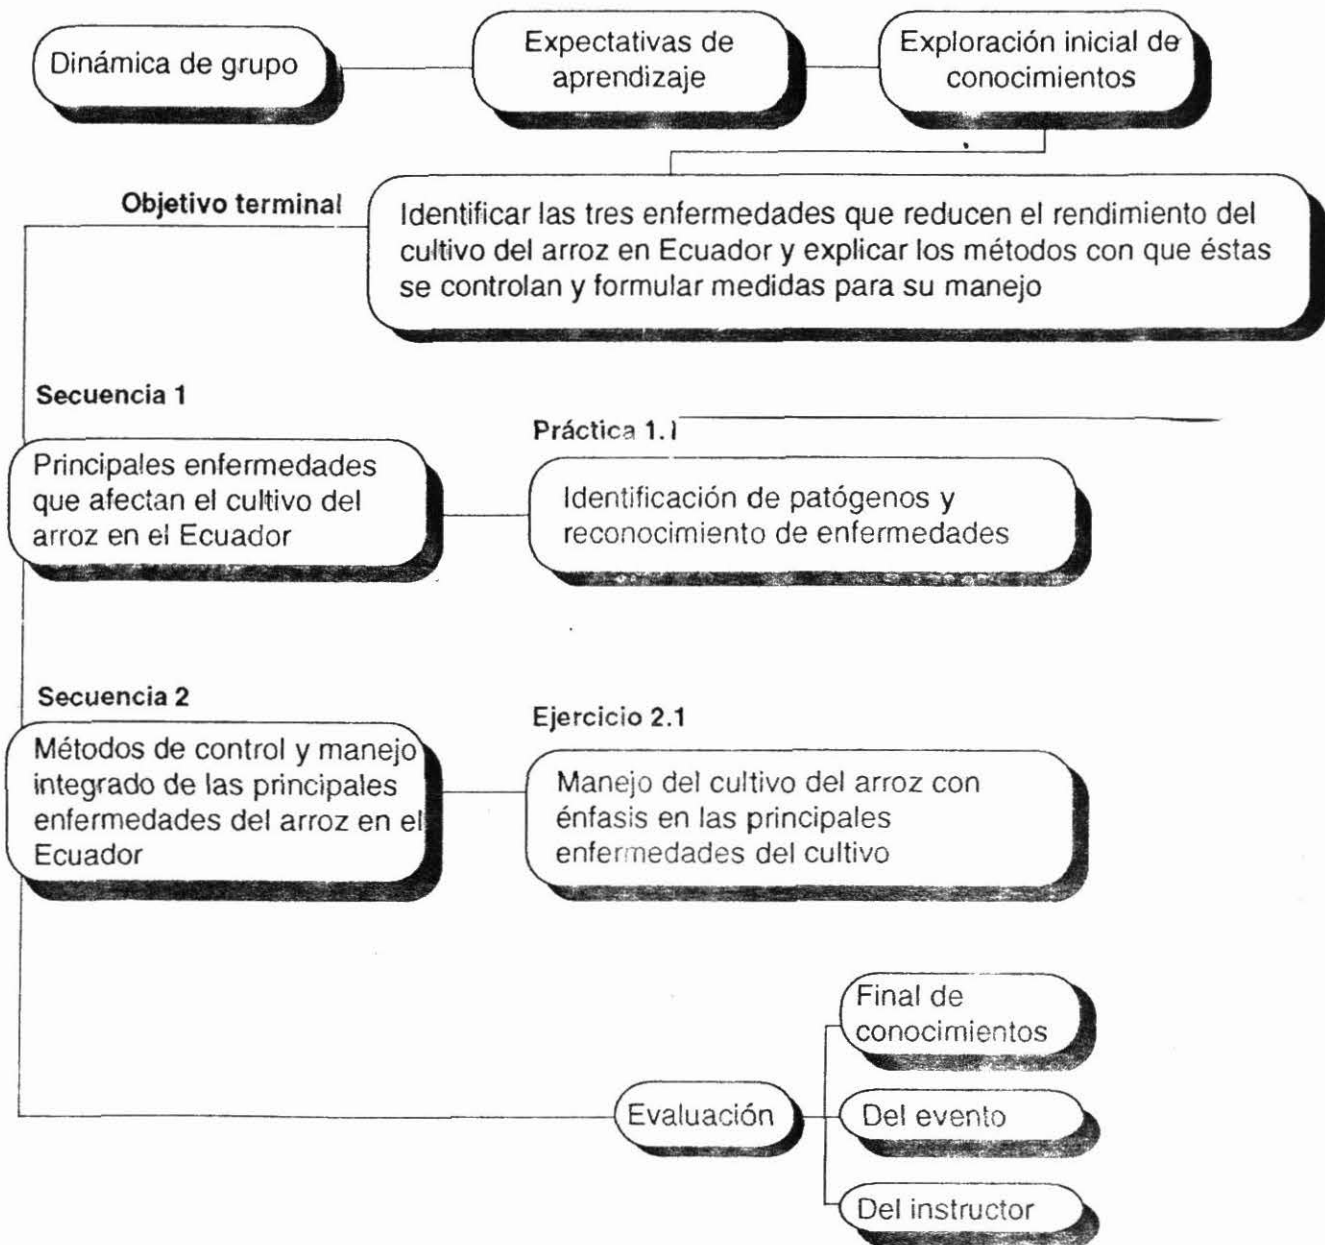 Dinámica de grupo
Expectativas de
aprendizaje
Exploración inicial de
conocimientos
Objetivo terminal
Identificar las tres enfermedades que reducen el rendimiento del
cultivo del arroz en Ecuador y explicar los métodos con que éstas
se controlan y formular medidas para su manejo
Secuencia 1
Principales enfermedades
que afectan el cultivo del
arroz en el Ecuador
Práctica 1.1
Identificación de patógenos y
reconocimiento de enfermedades
Secuencia 2
Métodos de control y manejo
integrado de las principales
enfermedades del arroz en el
Ecuador
Ejercicio 2.1
Manejo del cultivo del arroz con
énfasis en las principales
enfermedades del cultivo
Evaluación
Final de
conocimientos
Del evento
Del instructor